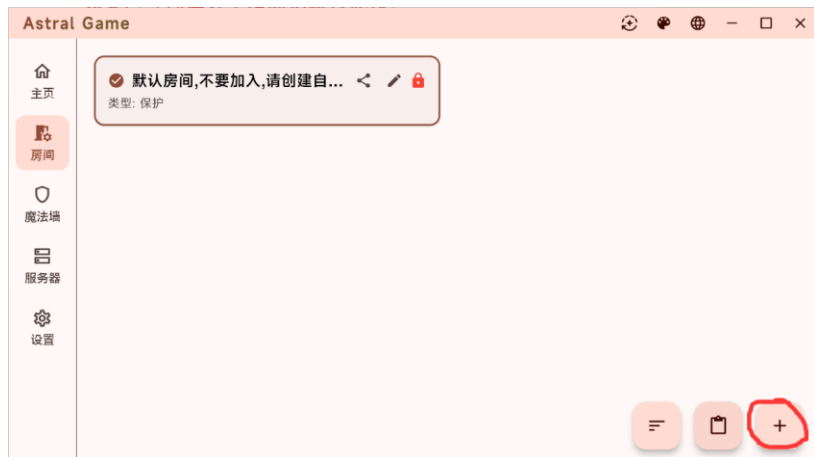 Astral Game
主页
房间
魔法墙
服务器
设置
默认房间,不要加入,请创建自...
类型: 保护